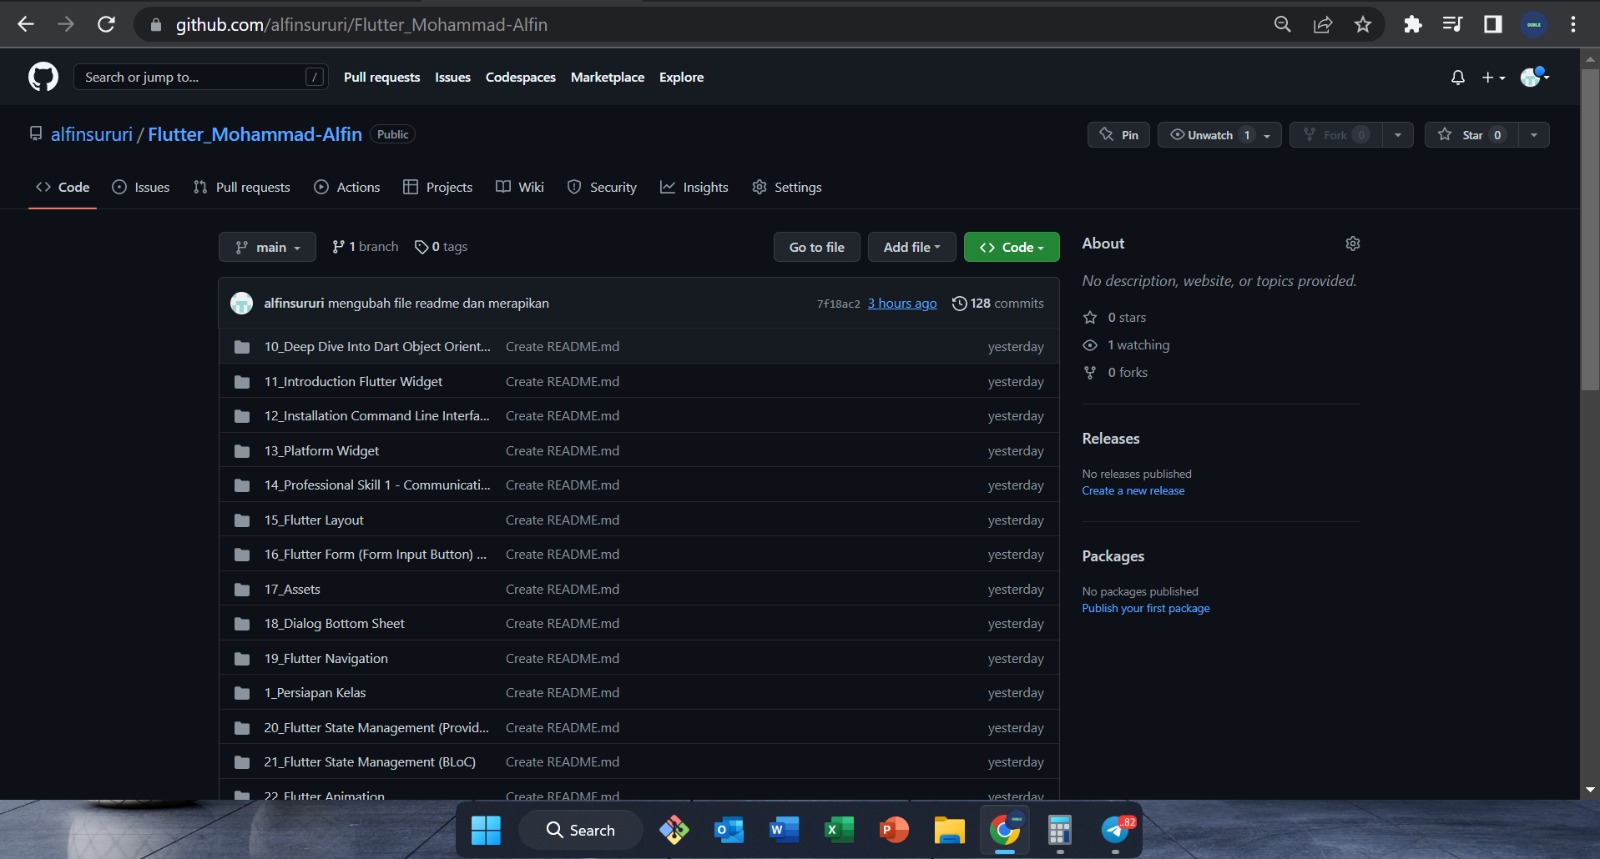 github.com/alfinsururi/Flutter_Mohammad-Alfin
Search or jump to... /
Pull requests Issues Codespaces Marketplace Explore
alfinsururi / Flutter_Mohammad-Alfin Public
Pin Unwatch 1 Fork 0 Star 0
Code Issues Pull requests Actions Projects Wiki Security Insights Settings
main 1 branch 0 tags Go to file Add file Code
alfinsururi mengubah file readme dan merapikan 7f18ac2 3 hours ago 128 commits
10_Deep Dive Into Dart Object Orient... Create README.md yesterday
11_Introduction Flutter Widget Create README.md yesterday
12_Installation Command Line Interfa... Create README.md yesterday
13_Platform Widget Create README.md yesterday
14_Professional Skill 1 - Communicati... Create README.md yesterday
15_Flutter Layout Create README.md yesterday
16_Flutter Form (Form Input Button) ... Create README.md yesterday
17_Assets Create README.md yesterday
18_Dialog Bottom Sheet Create README.md yesterday
19_Flutter Navigation Create README.md yesterday
1_Persiapan Kelas Create README.md yesterday
20_Flutter State Management (Provid... Create README.md yesterday
21_Flutter State Management (BLoC) Create README.md yesterday
22_Flutter Animation Create README.md yesterday
About
No description, website, or topics provided.
0 stars
1 watching
0 forks
Releases
No releases published
Create a new release
Packages
No packages published
Publish your first package
Search
82